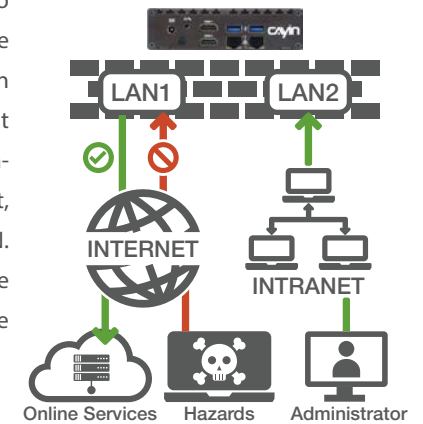 CAYIN
LAN1
LAN2
INTERNET
INTRANET
Online Services
Hazards
Administrator